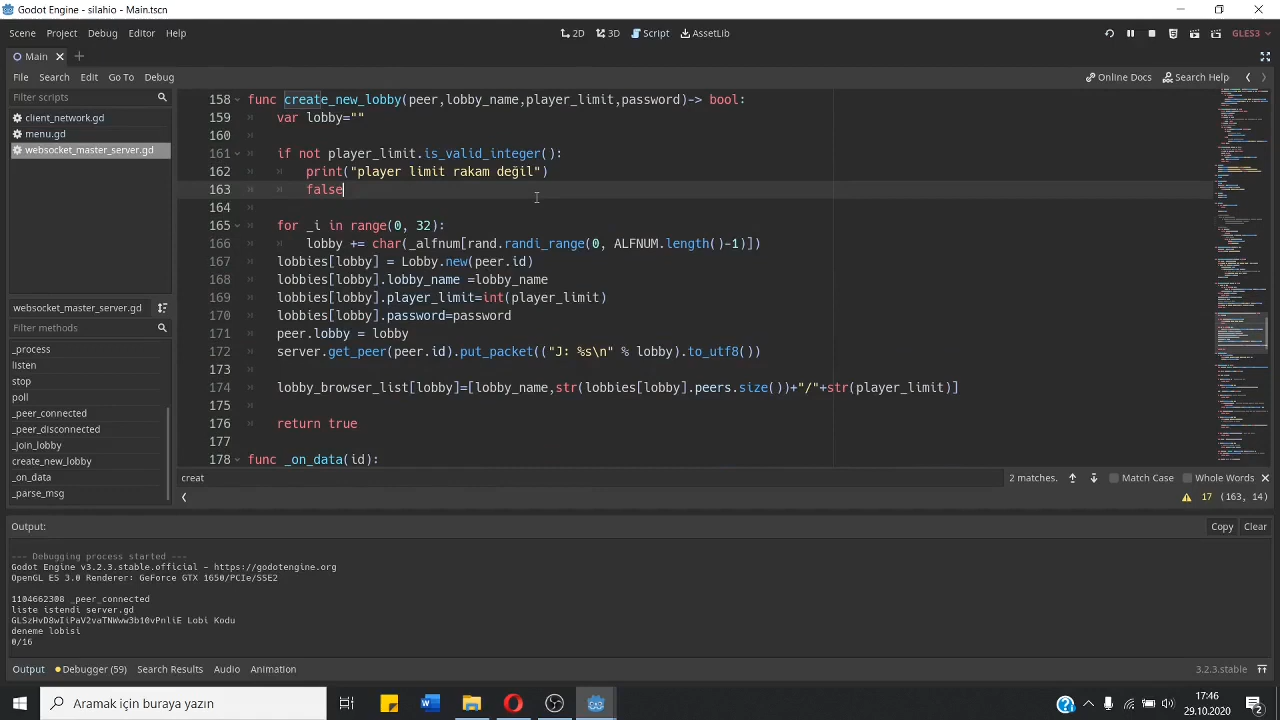 Godot Engine - silahio - Main.tscn
Scene Project Debug Editor Help
2D 3D Script AssetLib
GLES3
Main
File Search Edit Go To Debug
Online Docs Search Help
Filter scripts
client_network.gd
menu.gd
websocket_master_server.gd
websocket_master_server.gd
Filter methods
_process
listen
stop
poll
_peer_connected
_peer_disconnected
_join_lobby
create_new_lobby
_on_data
_parse_msg
158 func create_new_lobby(peer,lobby_name,player_limit,password)-> bool:
159 var lobby=""
160
161 if not player_limit.is_valid_integer():
162 print("player limit rakam değil")
163 false
164
165 for _i in range(0, 32):
166 lobby += char(_alfnum[rand.randi_range(0, ALFNUM.length()-1)])
167 lobbies[lobby] = Lobby.new(peer.id)
168 lobbies[lobby].lobby_name =lobby_name
169 lobbies[lobby].player_limit=int(player_limit)
170 lobbies[lobby].password=password
171 peer.lobby = lobby
172 server.get_peer(peer.id).put_packet(("J: %s\n" % lobby).to_utf8())
173
174 lobby_browser_list[lobby]=[lobby_name,str(lobbies[lobby].peers.size())+"/"+str(player_limit)]
175
176 return true
177
178 func _on_data(id):
creat
2 matches. Match Case Whole Words
17 (163, 14)
Output:
Copy Clear
--- Debugging process started ---
Godot Engine v3.2.3.stable.official - https://godotengine.org
OpenGL ES 3.0 Renderer: GeForce GTX 1650/PCIe/SSE2
1104662308 _peer_connected
liste istendi server.gd
GLSzHvD8wIiPaV2vaTNWww3b10vPnliE Lobi Kodu
deneme lobisi
0/16
Output Debugger (59) Search Results Audio Animation
3.2.3.stable
Aramak için buraya yazın
17:46
29.10.2020
2